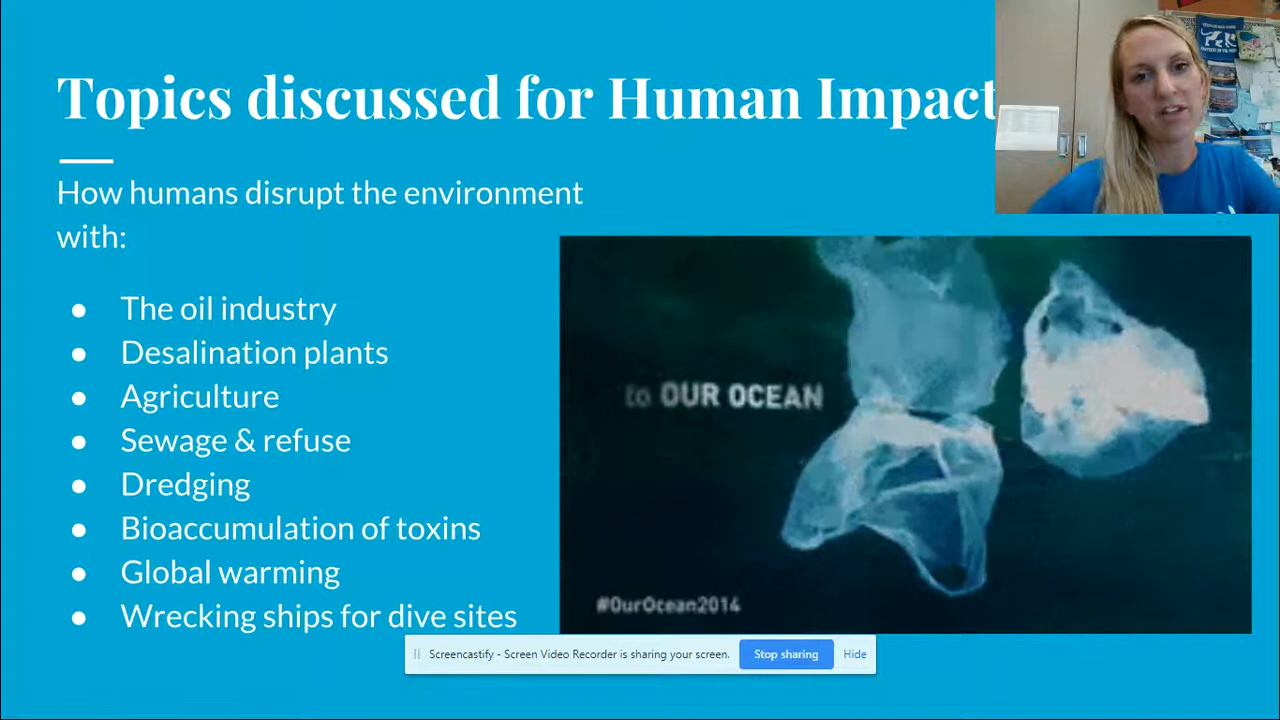 Topics discussed for Human Impact
How humans disrupt the environment
with:
● The oil industry
● Desalination plants
● Agriculture
● Sewage & refuse
● Dredging
● Bioaccumulation of toxins
● Global warming
● Wrecking ships for dive sites
to OUR OCEAN
#OurOcean2014
Screencastify - Screen Video Recorder is sharing your screen. Stop sharing Hide